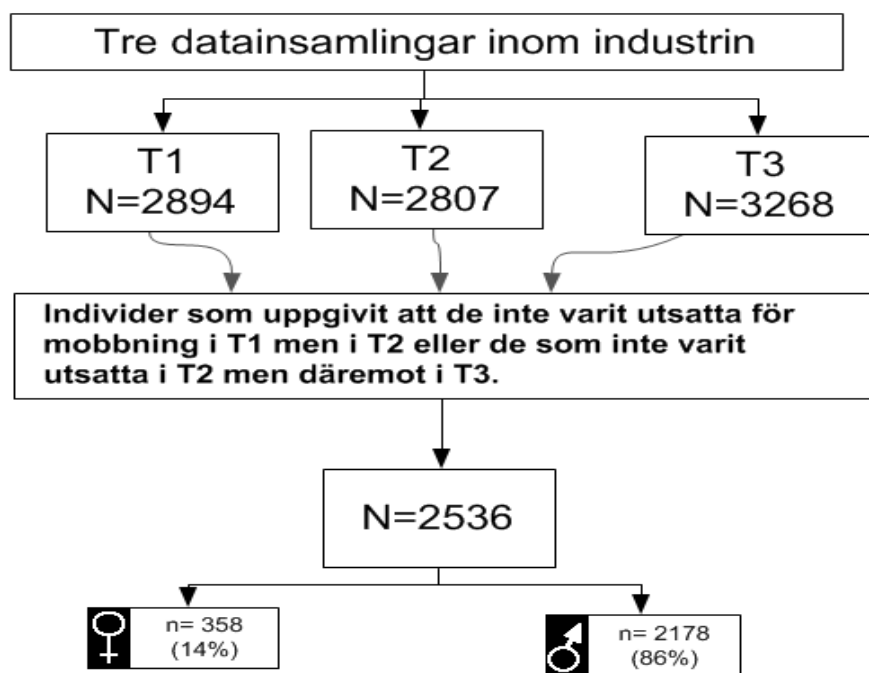 Tre datainsamlingar inom industrin
T1
N=2894
T2
N=2807
T3
N=3268
Individer som uppgivit att de inte varit utsatta för
mobbning i T1 men i T2 eller de som inte varit
utsatta i T2 men däremot i T3.
N=2536
n= 358
(14%)
n= 2178
(86%)